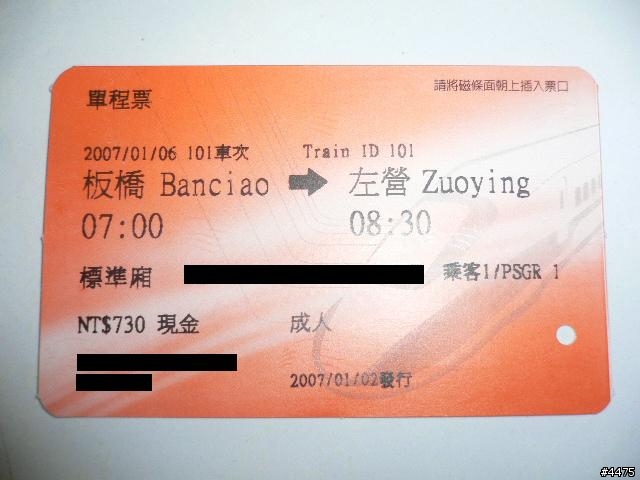 單程票
請將磁條面朝上插入票口
2007/01/06 101車次 Train ID 101
板橋 Banciao → 左營 Zuoying
07:00 08:30
標準廂 乘客1/PSGR 1
NT$730 現金 成人
2007/01/02發行
#4475